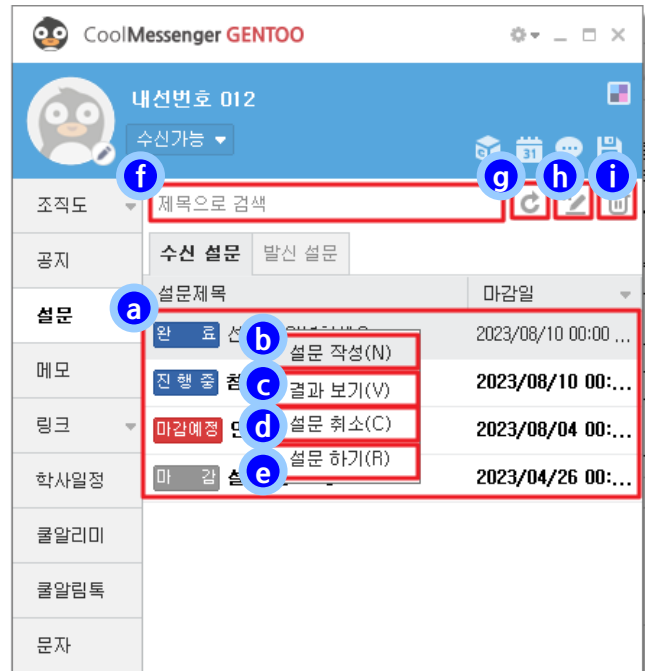 CoolMessenger GENTOO
내선번호 012
수신가능
31
f
g
h
i
조직도
제목으로 검색
공지
수신 설문
발신 설문
설문제목
마감일
a
설문
완 료
2023/08/10 00:00 ...
b
설문 작성(N)
메모
진 행 중
c
결과 보기(V)
2023/08/10 00:...
링크
마감예정
d
설문 취소(C)
2023/08/04 00:...
학사일정
마 감
e
설문 하기(R)
2023/04/26 00:...
쿨알리미
쿨알림톡
문자